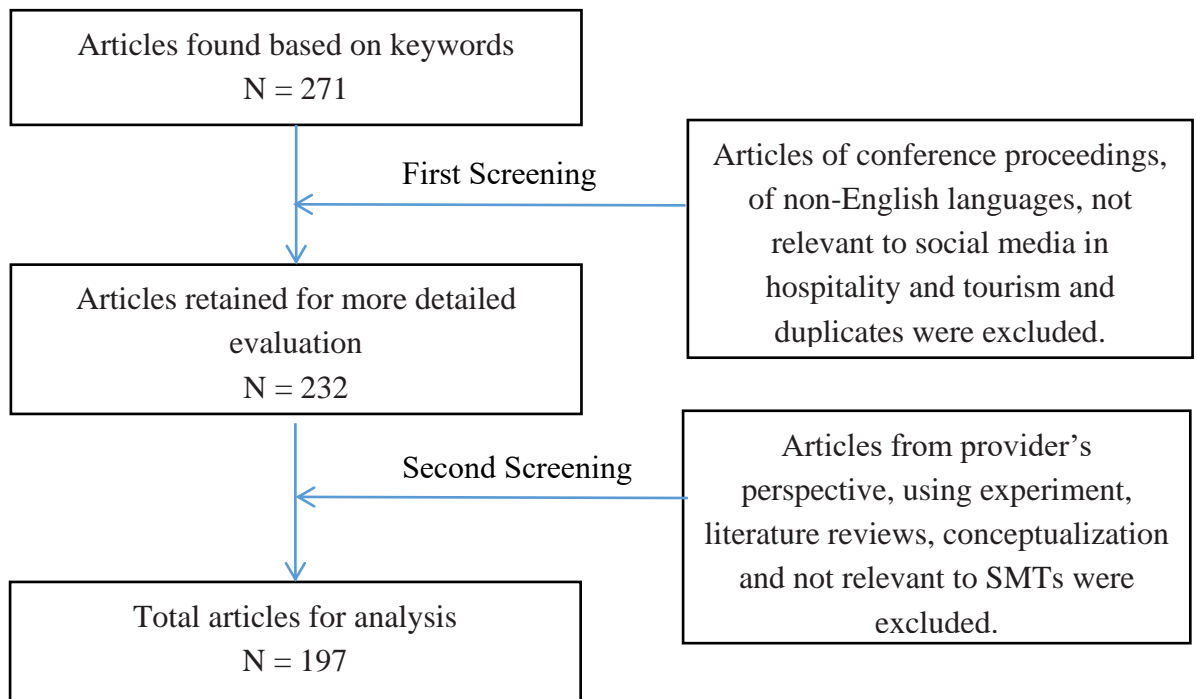 Articles found based on keywords
N = 271
First Screening
Articles of conference proceedings,
of non-English languages, not
relevant to social media in
hospitality and tourism and
duplicates were excluded.
Articles retained for more detailed
evaluation
N = 232
Second Screening
Articles from provider’s
perspective, using experiment,
literature reviews, conceptualization
and not relevant to SMTs were
excluded.
Total articles for analysis
N = 197